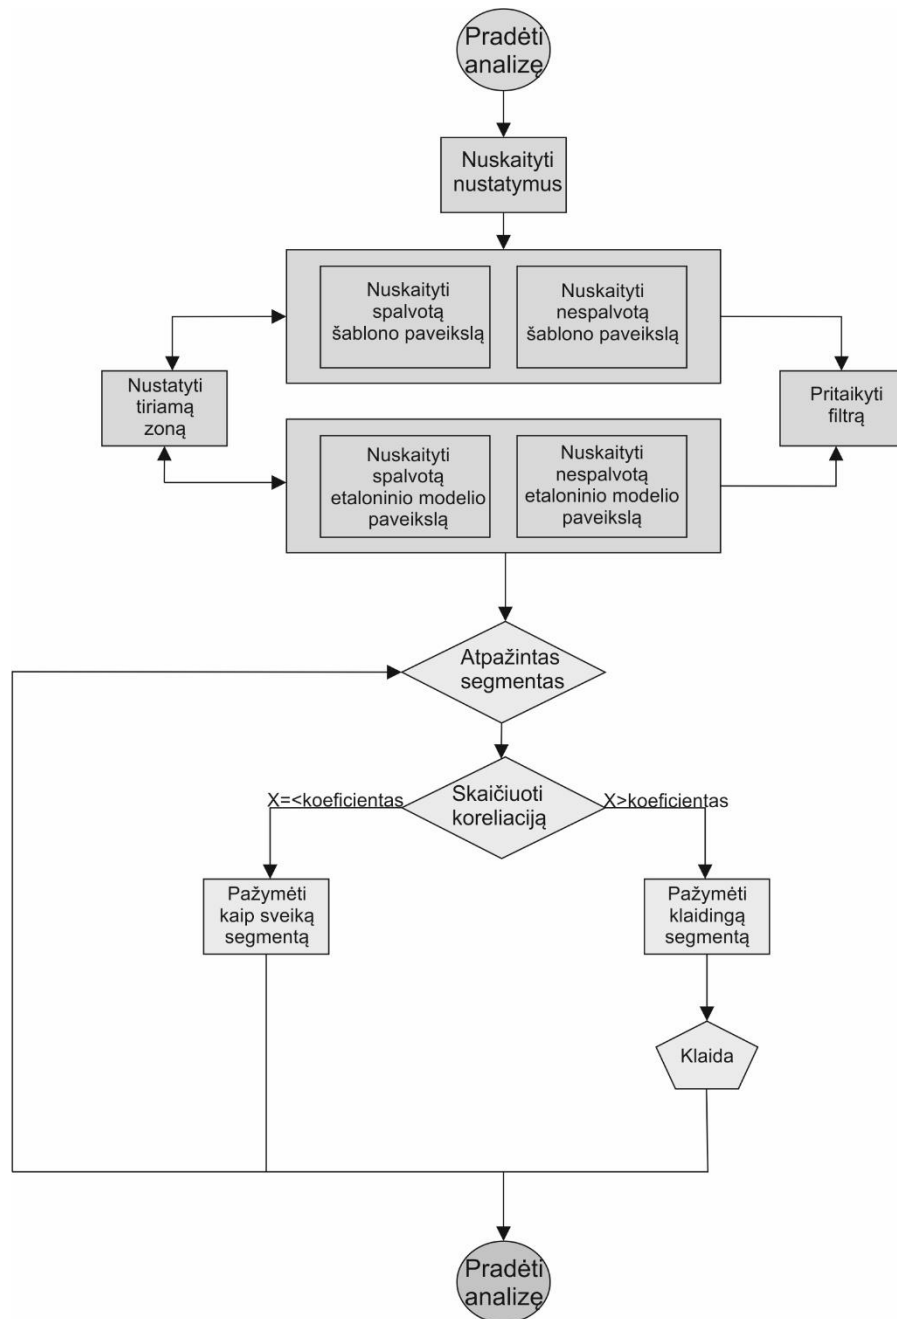 Pradėti
analizę
Nuskaityti
nustatymus
Nuskaityti
spalvotą
šablono paveikslą
Nuskaityti
nespalvotą
šablono paveikslą
Nustatyti
tiriamą
zoną
Pritaikyti
filtrą
Nuskaityti
spalvotą
etaloninio modelio
paveikslą
Nuskaityti
nespalvotą
etaloninio modelio
paveikslą
Atpažintas
segmentas
X=<koeficientas
Skaičiuoti
koreliaciją
X>koeficientas
Pažymėti
kaip sveiką
segmentą
Pažymėti
klaidingą
segmentą
Klaida
Pradėti
analizę